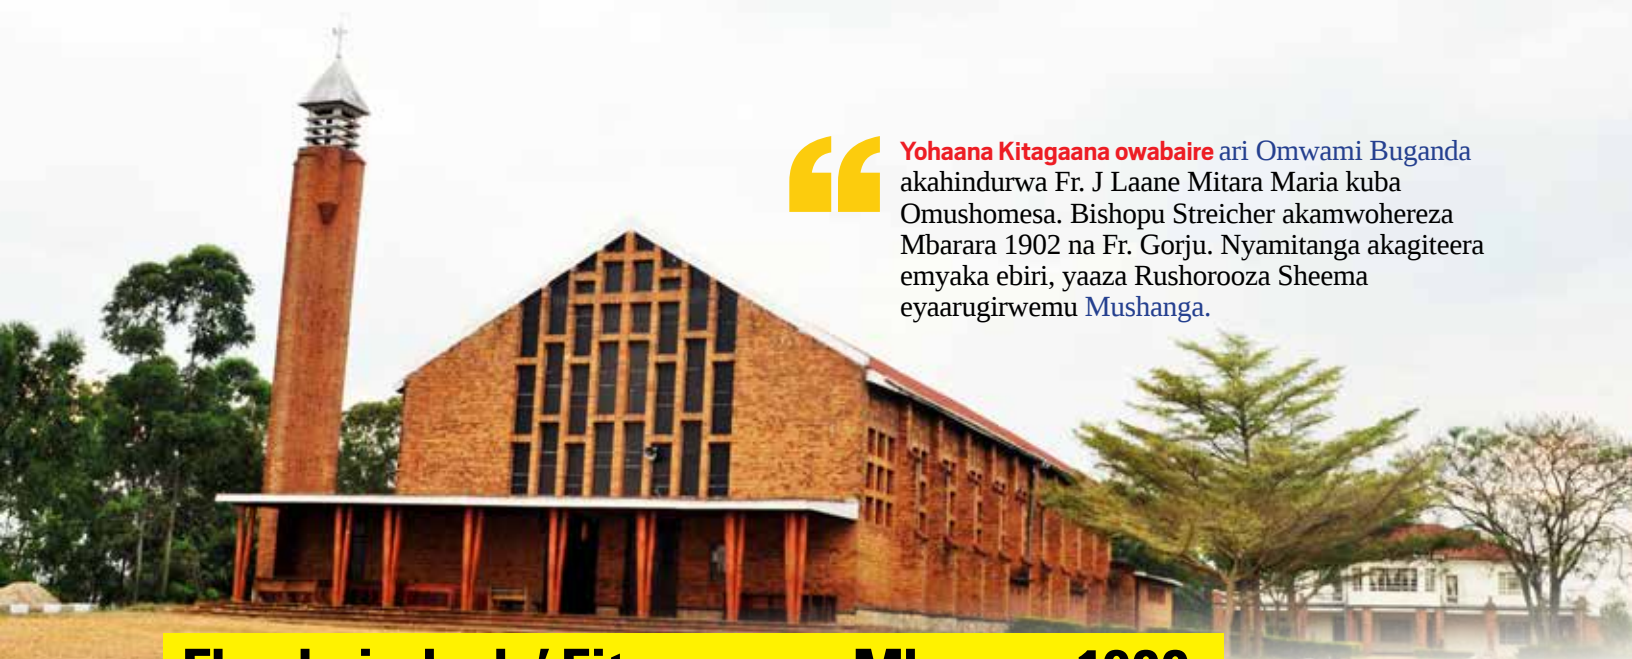 Yohaana Kitagaana owabaire ari Omwami Buganda
akahindurwa Fr. J Laane Mitara Maria kuba
Omushomesa. Bishopu Streicher akamwohereza
Mbarara 1902 na Fr. Gorju. Nyamitanga akagiteera
emyaka ebiri, yaaza Rushorooza Sheema
eyaarugirwemu Mushanga.